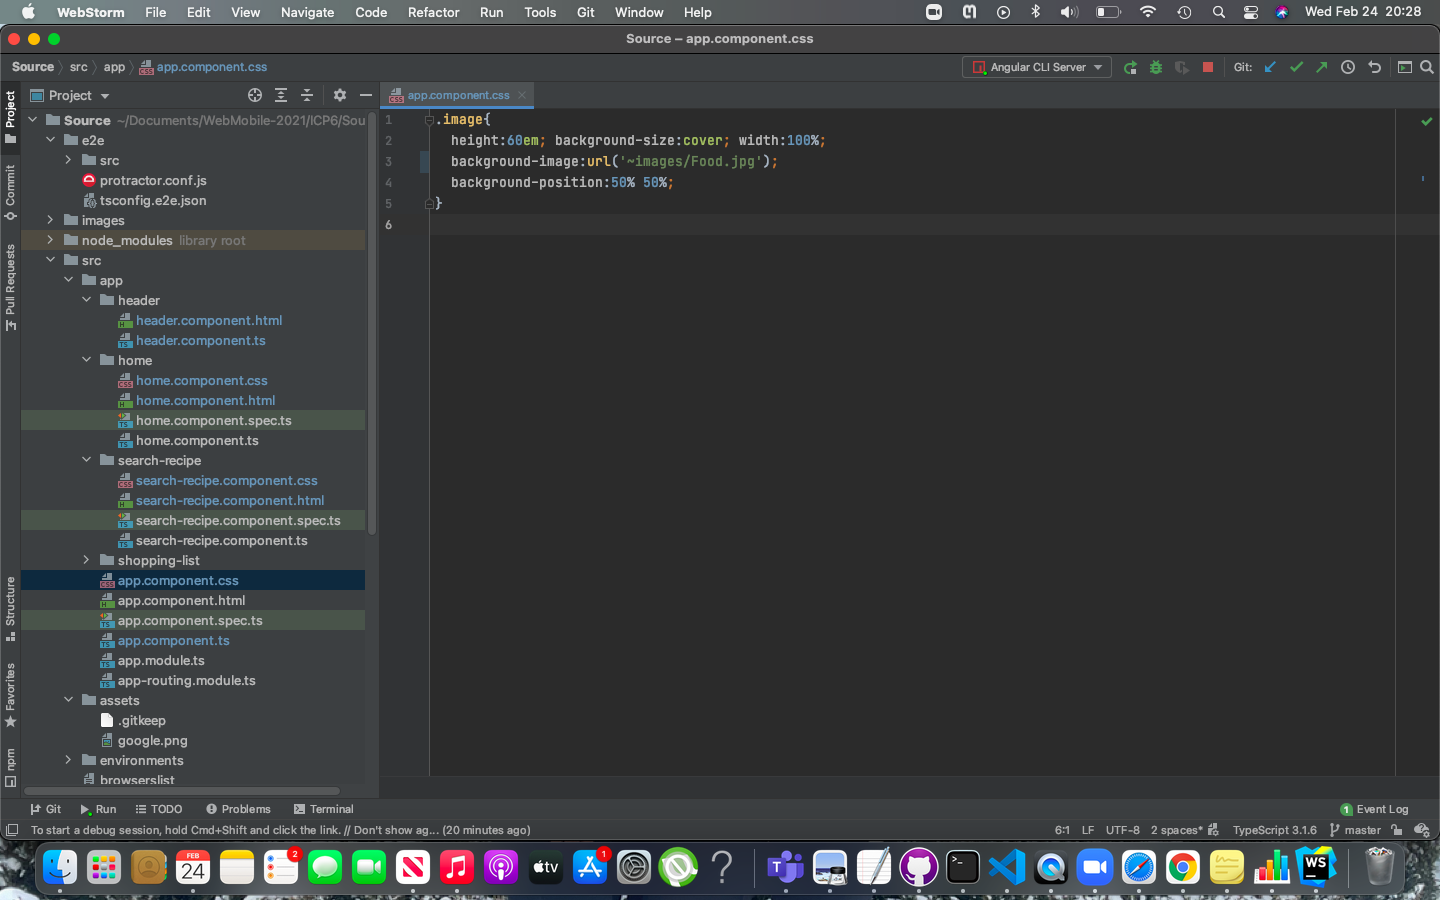 WebStorm File Edit View Navigate Code Refactor Run Tools Git Window Help Wed Feb 24 20:28
Source – app.component.css
Source src app app.component.css Angular CLI Server Git:
Project
app.component.css
Project
Commit
Pull Requests
Structure
Favorites
npm
Source ~/Documents/WebMobile-2021/ICP6/Sou
e2e
src
protractor.conf.js
tsconfig.e2e.json
images
node_modules library root
src
app
header
header.component.html
header.component.ts
home
home.component.css
home.component.html
home.component.spec.ts
home.component.ts
search-recipe
search-recipe.component.css
search-recipe.component.html
search-recipe.component.spec.ts
search-recipe.component.ts
shopping-list
app.component.css
app.component.html
app.component.spec.ts
app.component.ts
app.module.ts
app-routing.module.ts
assets
.gitkeep
google.png
environments
browserslist
1 .image{
2 height:60em; background-size:cover; width:100%;
3 background-image:url('~images/Food.jpg');
4 background-position:50% 50%;
5 }
6
Git Run TODO Problems Terminal 1 Event Log
To start a debug session, hold Cmd+Shift and click the link. // Don't show ag... (20 minutes ago) 6:1 LF UTF-8 2 spaces* TypeScript 3.1.6 master
FEB
24
2
tv
1
WS